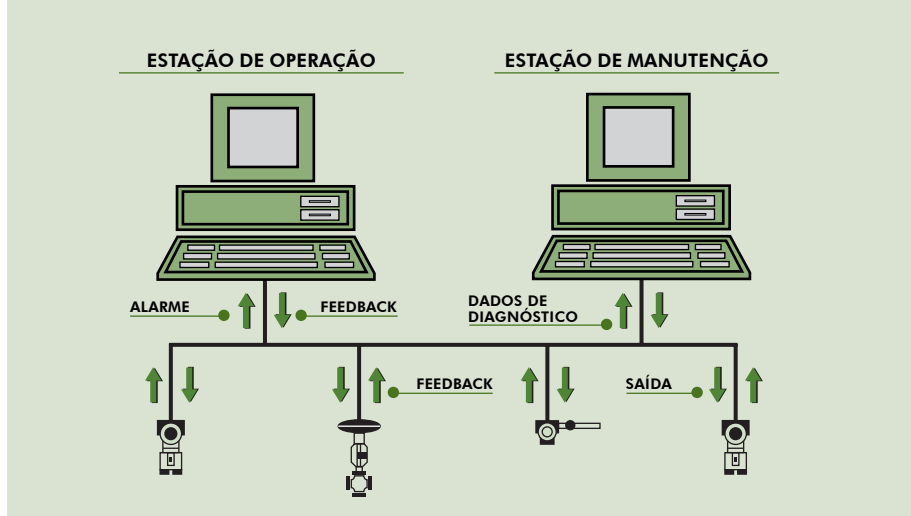 ESTAÇÃO DE OPERAÇÃO
ESTAÇÃO DE MANUTENÇÃO
ALARME
FEEDBACK
DADOS DE
DIAGNÓSTICO
FEEDBACK
SAÍDA